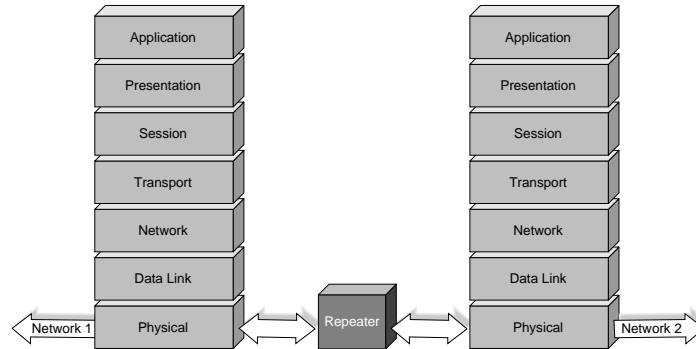 Application
Presentation
Session
Transport
Network
Data Link
Physical
Network 1
Repeater
Application
Presentation
Session
Transport
Network
Data Link
Physical
Network 2